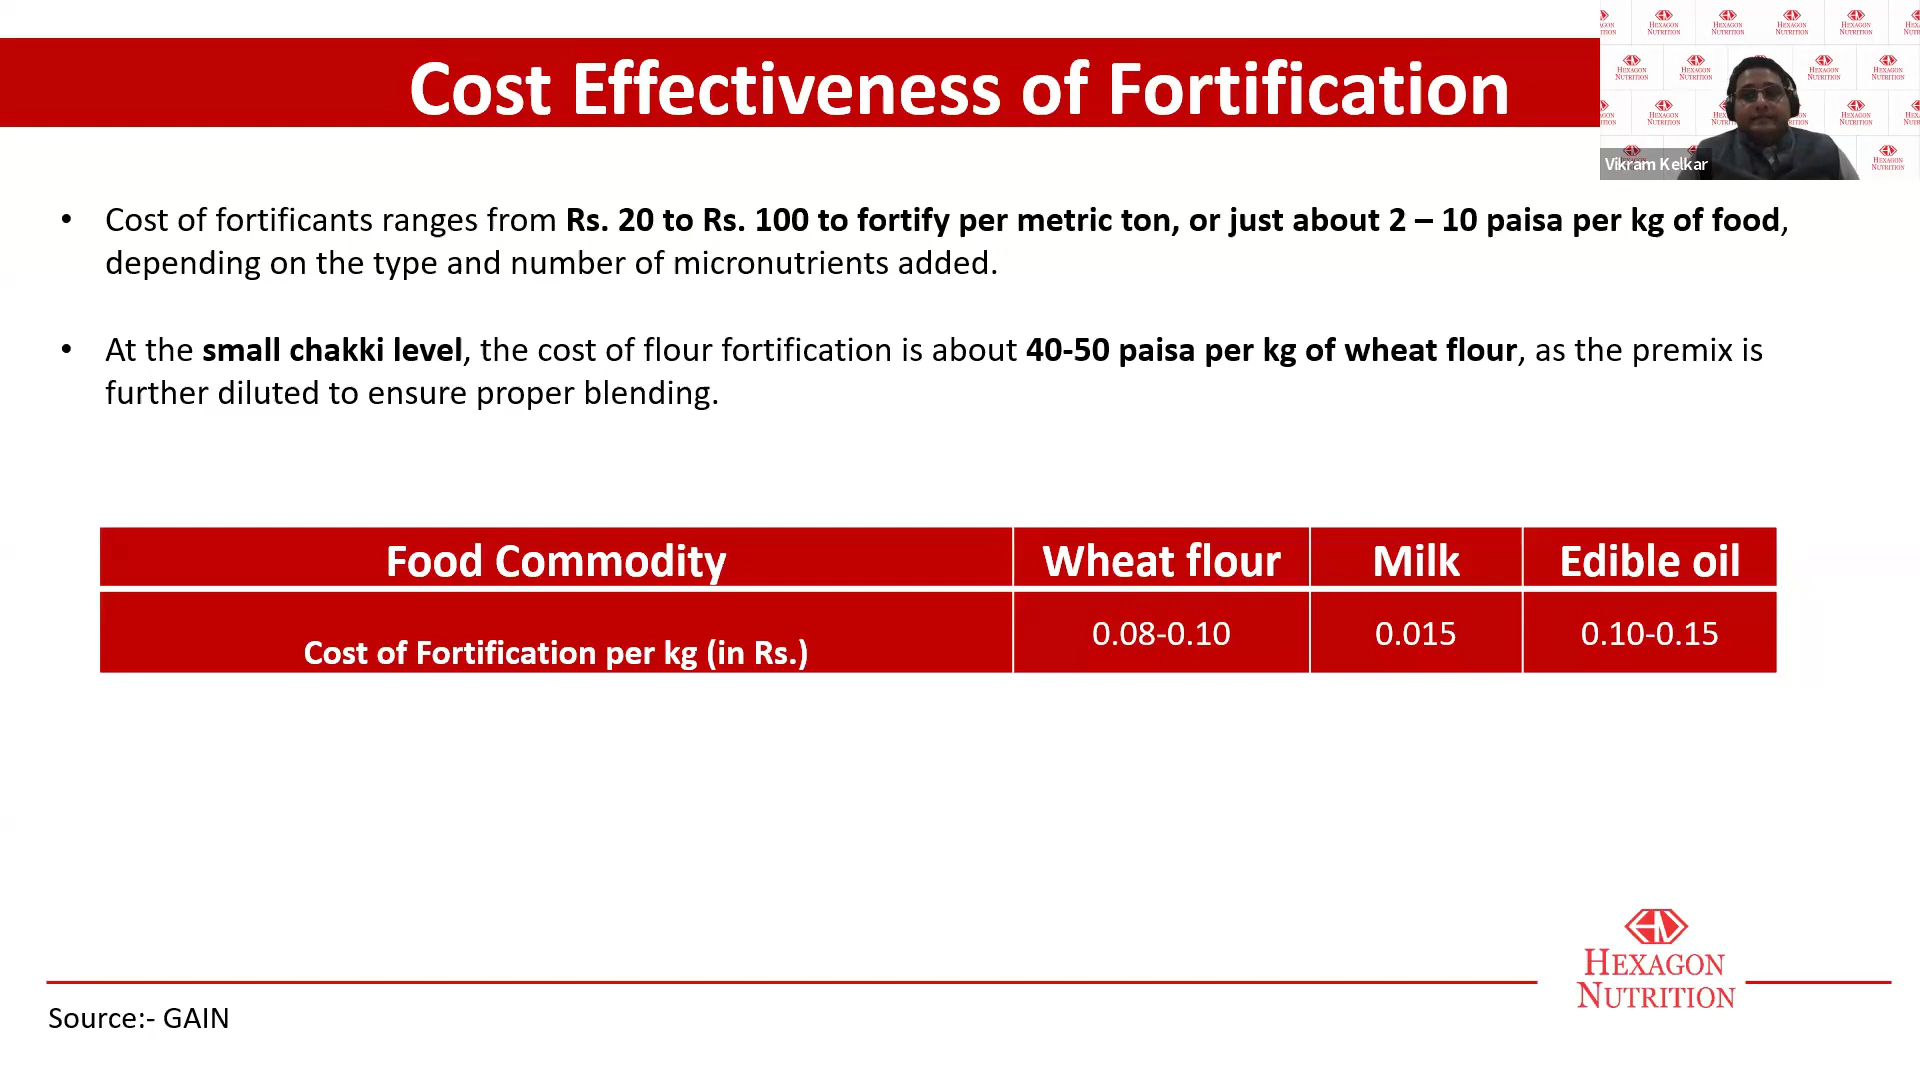 Cost Effectiveness of Fortification
Vikram Kelkar
• Cost of fortificants ranges from Rs. 20 to Rs. 100 to fortify per metric ton, or just about 2 – 10 paisa per kg of food,
depending on the type and number of micronutrients added.
• At the small chakki level, the cost of flour fortification is about 40-50 paisa per kg of wheat flour, as the premix is
further diluted to ensure proper blending.
Food Commodity Wheat flour Milk Edible oil
Cost of Fortification per kg (in Rs.) 0.08-0.10 0.015 0.10-0.15
HEXAGON
NUTRITION
Source:- GAIN